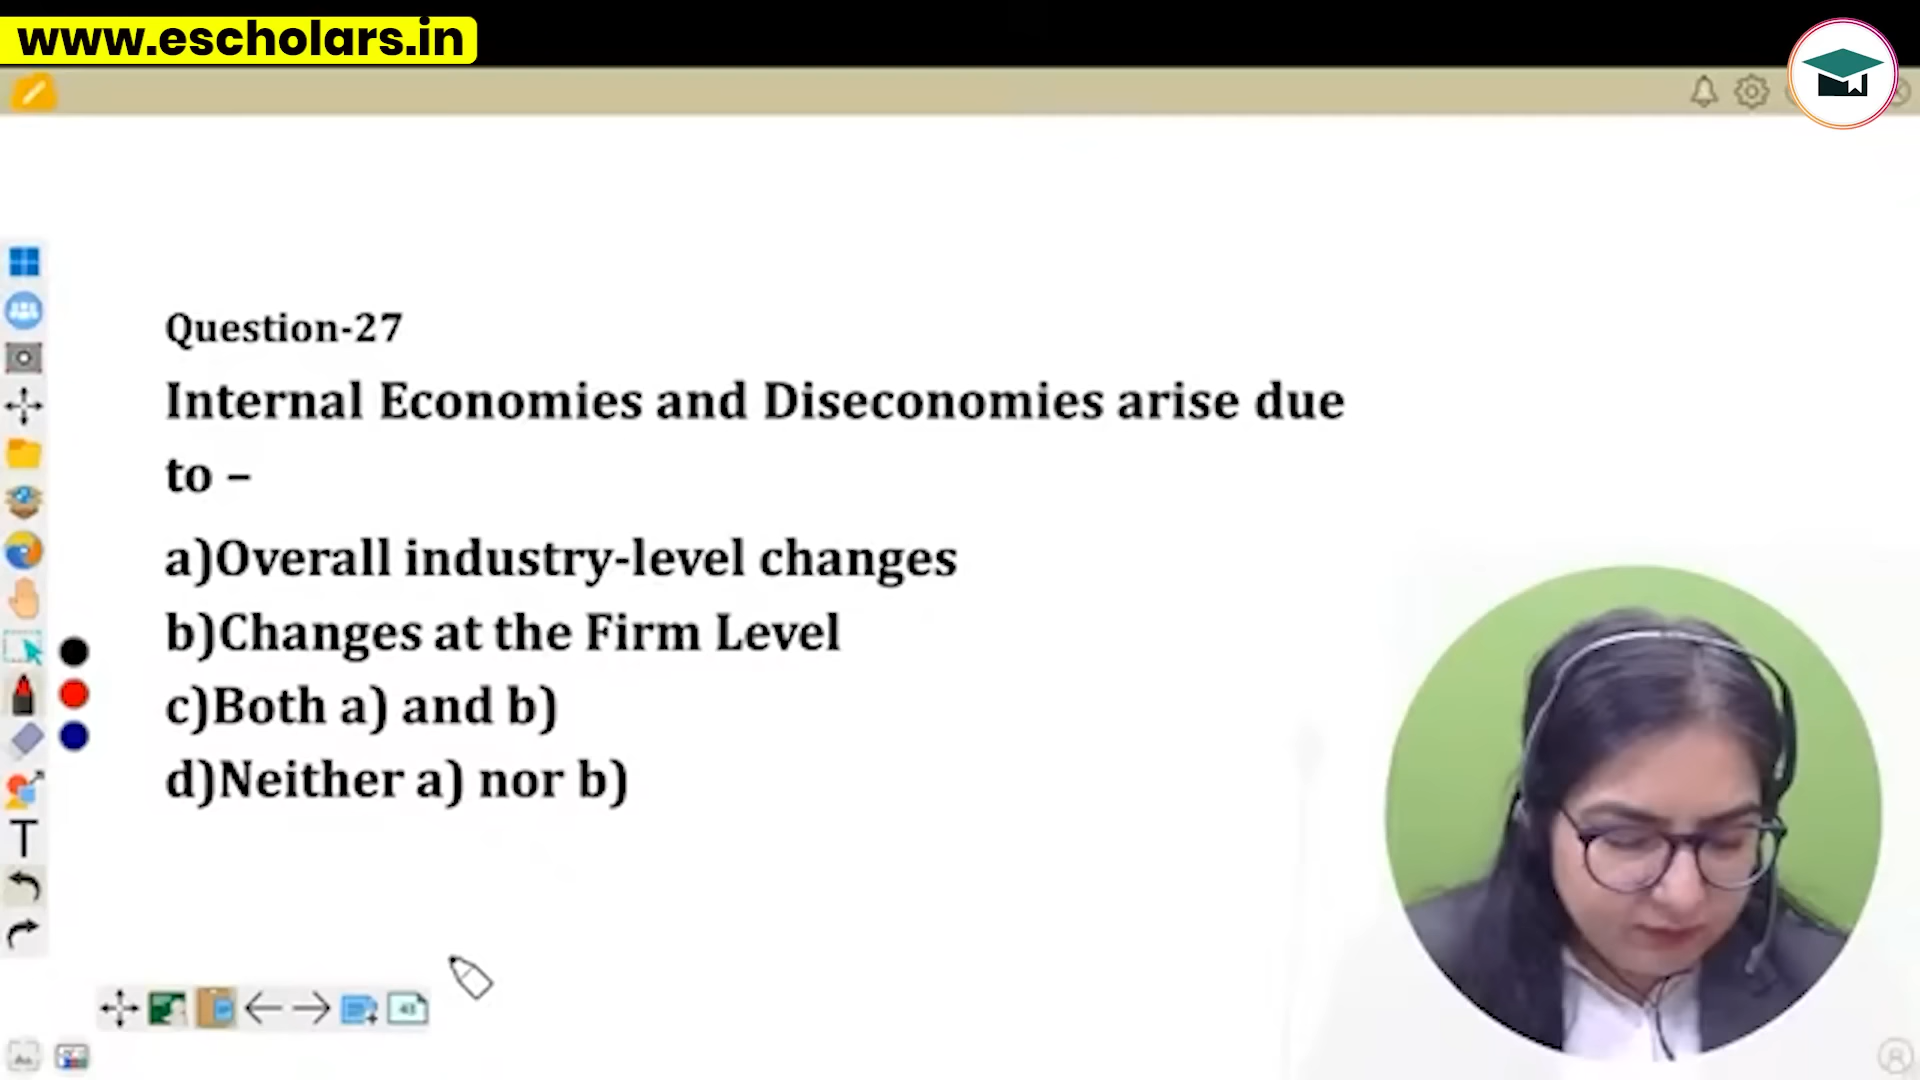 www.escholars.in
Question-27
Internal Economies and Diseconomies arise due
to –
a)Overall industry-level changes
b)Changes at the Firm Level
c)Both a) and b)
d)Neither a) nor b)
T
43